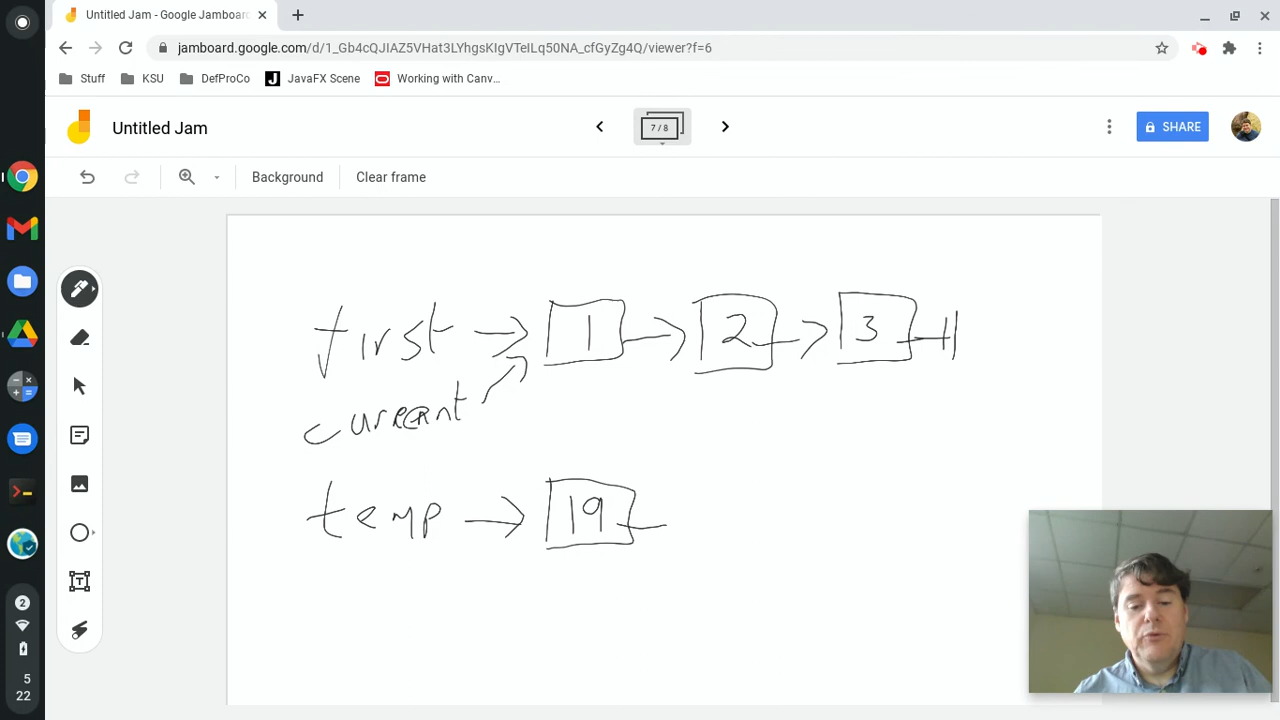 Untitled Jam - Google Jamboard
jamboard.google.com/d/1_Gb4cQJIAZ5VHat3LYhgsKIgVTeILq50NA_cfGyZg4Q/viewer?f=6
Stuff KSU DefProCo J JavaFX Scene Working with Canv...
Untitled Jam 7 / 8 SHARE
Background Clear frame
first → 1 → 2 → 3
current
temp → 19
2
5
22